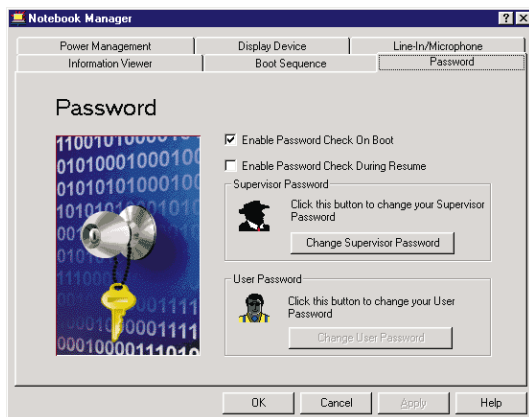 Notebook Manager
Power Management
Display Device
Line-In/Microphone
Information Viewer
Boot Sequence
Password
Password
Enable Password Check On Boot
Enable Password Check During Resume
Supervisor Password
Click this button to change your Supervisor
Password
Change Supervisor Password
User Password
Click this button to change your User
Password
Change User Password
OK
Cancel
Apply
Help